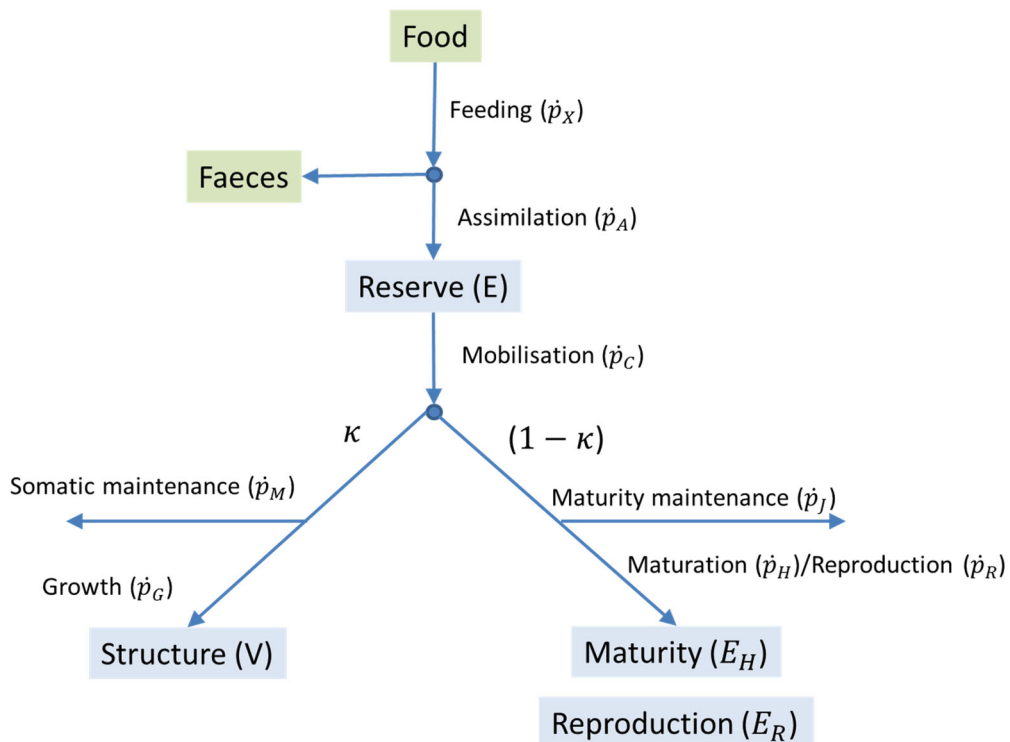 Food
Feeding (ṗ_X)
Faeces
Assimilation (ṗ_A)
Reserve (E)
Mobilisation (ṗ_C)
κ
(1 − κ)
Somatic maintenance (ṗ_M)
Maturity maintenance (ṗ_J)
Maturation (ṗ_H)/Reproduction (ṗ_R)
Growth (ṗ_G)
Structure (V)
Maturity (E_H)
Reproduction (E_R)